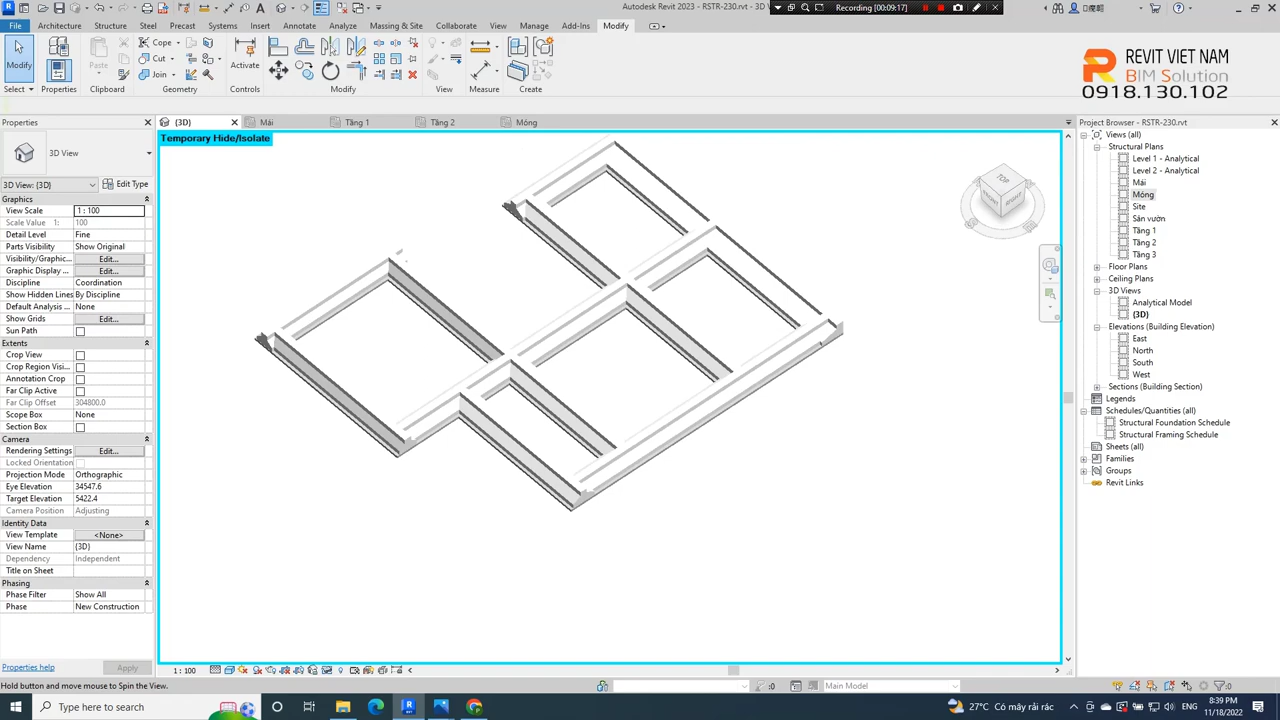 Autodesk Revit 2023 - RSTR-230.rvt - 3D V
Recording [00:09:17]
File
Architecture
Structure
Steel
Precast
Systems
Insert
Annotate
Analyze
Massing & Site
Collaborate
View
Manage
Add-Ins
Modify
Modify
Properties
Paste
Cope
Cut
Join
Activate
Select
Properties
Clipboard
Geometry
Controls
Modify
View
Measure
Create
REVIT VIET NAM
BIM Solution
0918.130.102
Properties
{3D}
Mái
Tầng 1
Tầng 2
Móng
Project Browser - RSTR-230.rvt
3D View
3D View: {3D}
Edit Type
Graphics
View Scale 1 : 100
Scale Value 1: 100
Detail Level Fine
Parts Visibility Show Original
Visibility/Graphic... Edit...
Graphic Display ... Edit...
Discipline Coordination
Show Hidden Lines By Discipline
Default Analysis ... None
Show Grids Edit...
Sun Path
Extents
Crop View
Crop Region Visi...
Annotation Crop
Far Clip Active
Far Clip Offset 304800.0
Scope Box None
Section Box
Camera
Rendering Settings Edit...
Locked Orientation
Projection Mode Orthographic
Eye Elevation 34547.6
Target Elevation 5422.4
Camera Position Adjusting
Identity Data
View Template <None>
View Name {3D}
Dependency Independent
Title on Sheet
Phasing
Phase Filter Show All
Phase New Construction
Properties help
Apply
Temporary Hide/Isolate
TOP
FRONT
RIGHT
Views (all)
Structural Plans
Level 1 - Analytical
Level 2 - Analytical
Mái
Móng
Site
Sân vườn
Tầng 1
Tầng 2
Tầng 3
Floor Plans
Ceiling Plans
3D Views
Analytical Model
{3D}
Elevations (Building Elevation)
East
North
South
West
Sections (Building Section)
Legends
Schedules/Quantities (all)
Structural Foundation Schedule
Structural Framing Schedule
Sheets (all)
Families
Groups
Revit Links
1 : 100
Hold button and move mouse to Spin the View.
:0
Main Model
:0
Type here to search
27°C Có mây rải rác
ENG
8:39 PM
11/18/2022